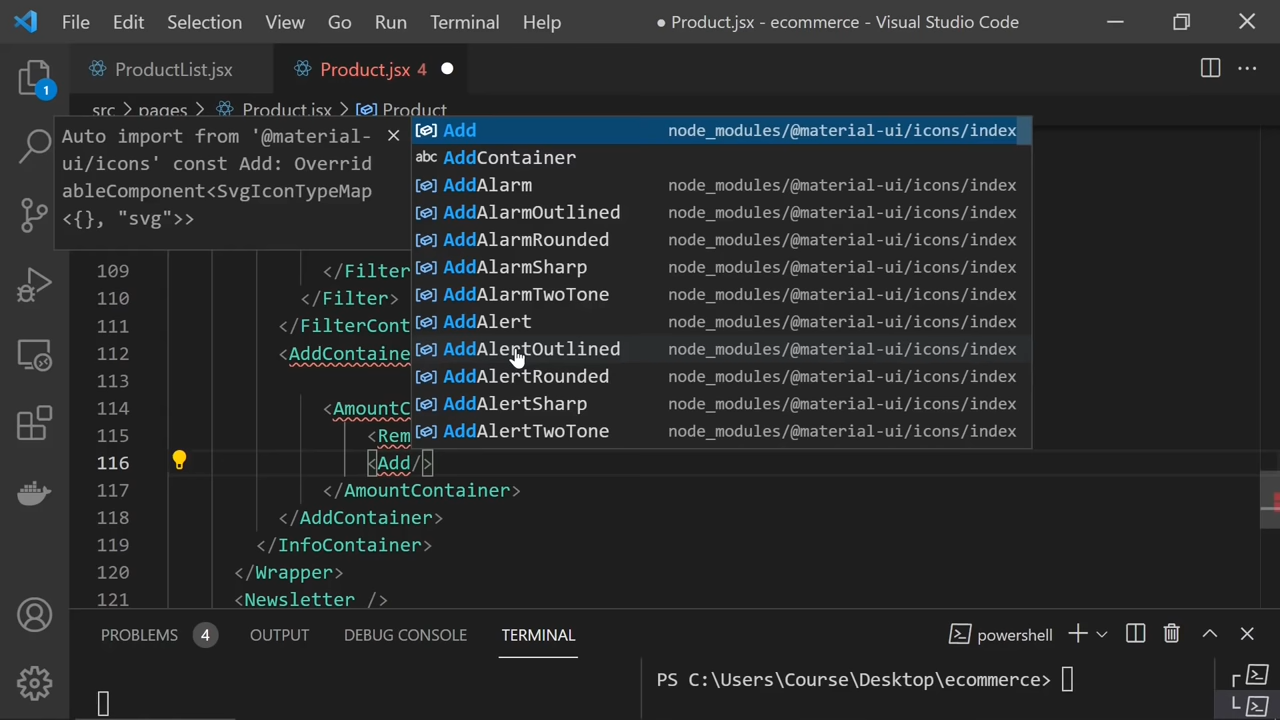 File Edit Selection View Go Run Terminal Help
● Product.jsx - ecommerce - Visual Studio Code
1
ProductList.jsx
Product.jsx 4
src > pages > Product.jsx > Product
Auto import from '@material-
ui/icons' const Add: Overrid
ableComponent<SvgIconTypeMap
<{}, "svg">>
Add node_modules/@material-ui/icons/index
abc AddContainer
AddAlarm node_modules/@material-ui/icons/index
AddAlarmOutlined node_modules/@material-ui/icons/index
AddAlarmRounded node_modules/@material-ui/icons/index
AddAlarmSharp node_modules/@material-ui/icons/index
AddAlarmTwoTone node_modules/@material-ui/icons/index
AddAlert node_modules/@material-ui/icons/index
AddAlertOutlined node_modules/@material-ui/icons/index
AddAlertRounded node_modules/@material-ui/icons/index
AddAlertSharp node_modules/@material-ui/icons/index
AddAlertTwoTone node_modules/@material-ui/icons/index
109 </Filter
110 </Filter>
111 </FilterCont
112 <AddContaine
113
114 <AmountC
115 <Rem
116 <Add/>
117 </AmountContainer>
118 </AddContainer>
119 </InfoContainer>
120 </Wrapper>
121 <Newsletter />
PROBLEMS 4 OUTPUT DEBUG CONSOLE TERMINAL
powershell
PS C:\Users\Course\Desktop\ecommerce>